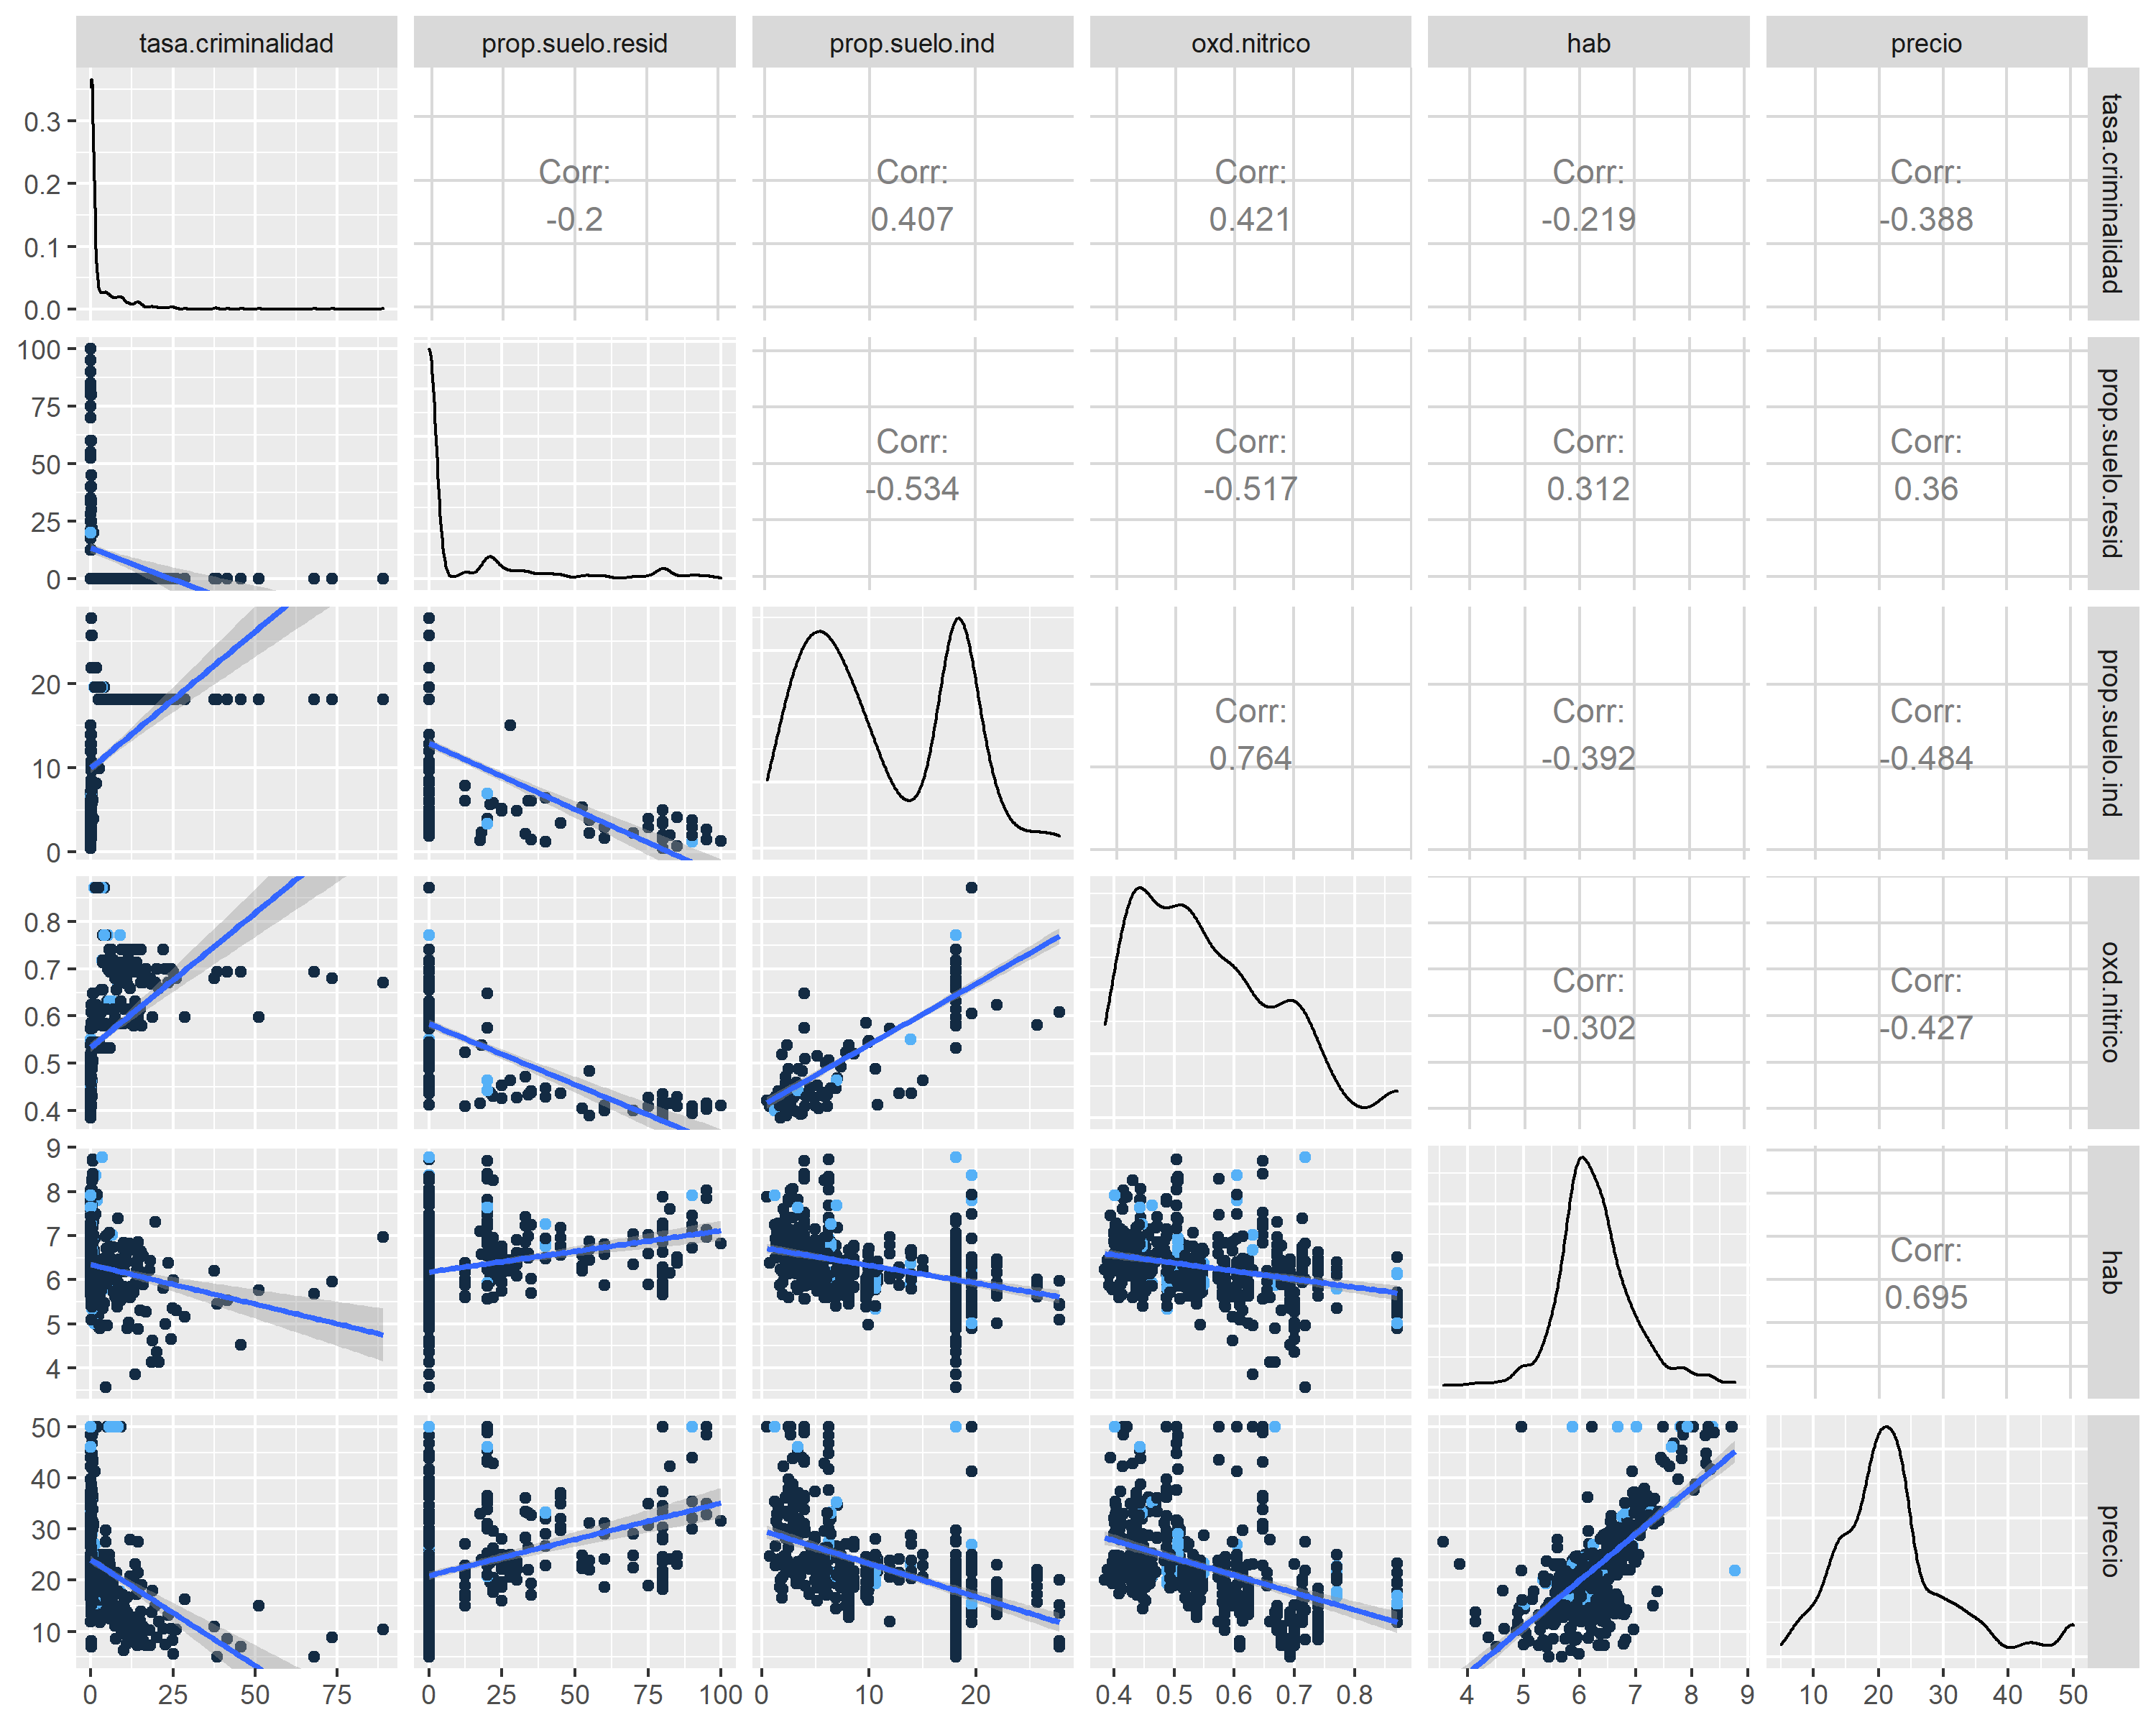 tasa.criminalidad
prop.suelo.resid
prop.suelo.ind
oxd.nitrico
hab
precio
0.3
0.2
0.1
0.0
Corr:
-0.2
Corr:
0.407
Corr:
0.421
Corr:
-0.219
Corr:
-0.388
tasa.criminalidad
100
75
50
25
0
Corr:
-0.534
Corr:
-0.517
Corr:
0.312
Corr:
0.36
prop.suelo.resid
20
10
0
Corr:
0.764
Corr:
-0.392
Corr:
-0.484
prop.suelo.ind
0.8
0.7
0.6
0.5
0.4
Corr:
-0.302
Corr:
-0.427
oxd.nitrico
9
8
7
6
5
4
Corr:
0.695
hab
50
40
30
20
10
precio
0 25 50 75
0 25 50 75 100
0 10 20
0.4 0.5 0.6 0.7 0.8
4 5 6 7 8 9
10 20 30 40 50